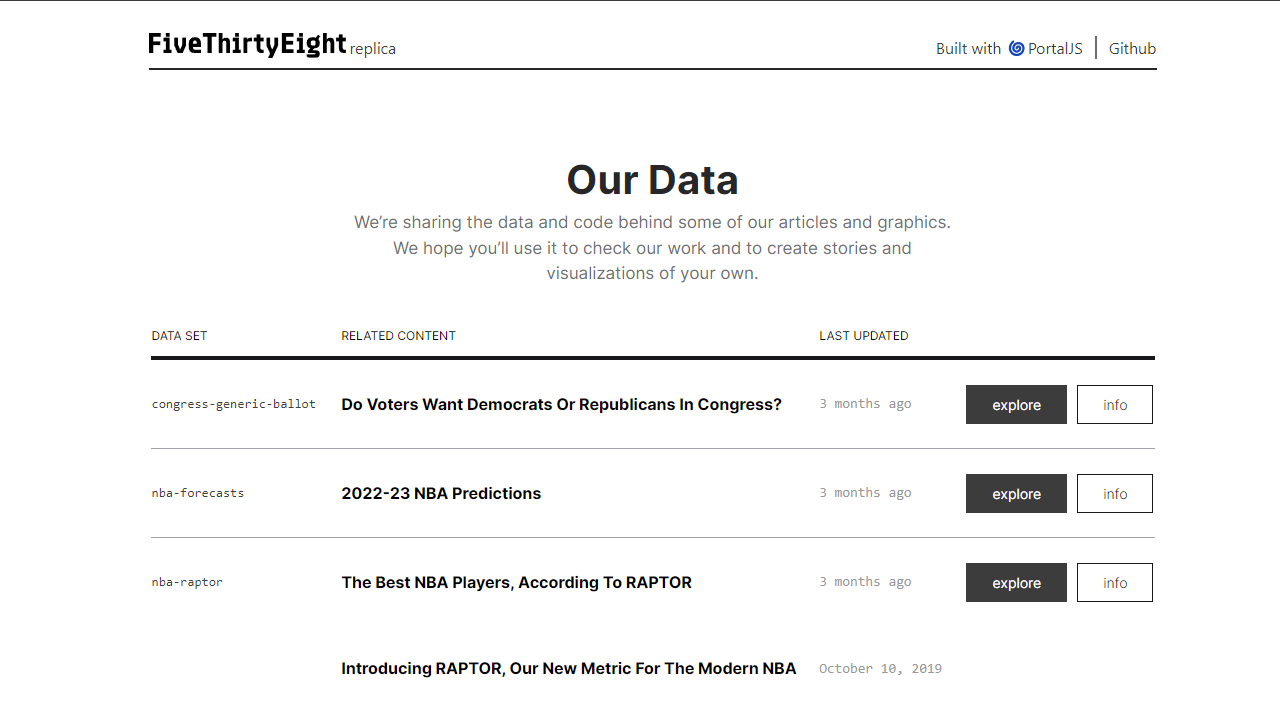 FiveThirtyEight replica
Built with PortalJS | Github
Our Data
We’re sharing the data and code behind some of our articles and graphics.
We hope you’ll use it to check our work and to create stories and
visualizations of your own.
DATA SET RELATED CONTENT LAST UPDATED
congress-generic-ballot Do Voters Want Democrats Or Republicans In Congress? 3 months ago explore info
nba-forecasts 2022-23 NBA Predictions 3 months ago explore info
nba-raptor The Best NBA Players, According To RAPTOR 3 months ago explore info
Introducing RAPTOR, Our New Metric For The Modern NBA October 10, 2019